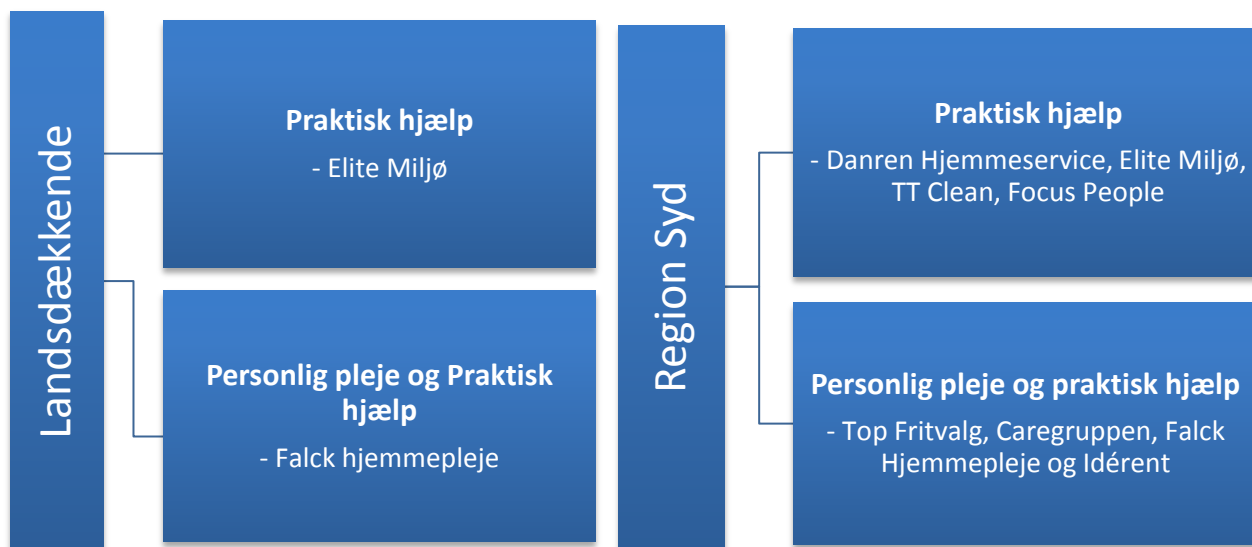 Landsdækkende
Praktisk hjælp
- Elite Miljø
Personlig pleje og Praktisk
hjælp
- Falck hjemmepleje
Region Syd
Praktisk hjælp
- Danren Hjemmeservice, Elite Miljø,
TT Clean, Focus People
Personlig pleje og praktisk hjælp
- Top Fritvalg, Caregruppen, Falck
Hjemmepleje og Idérent